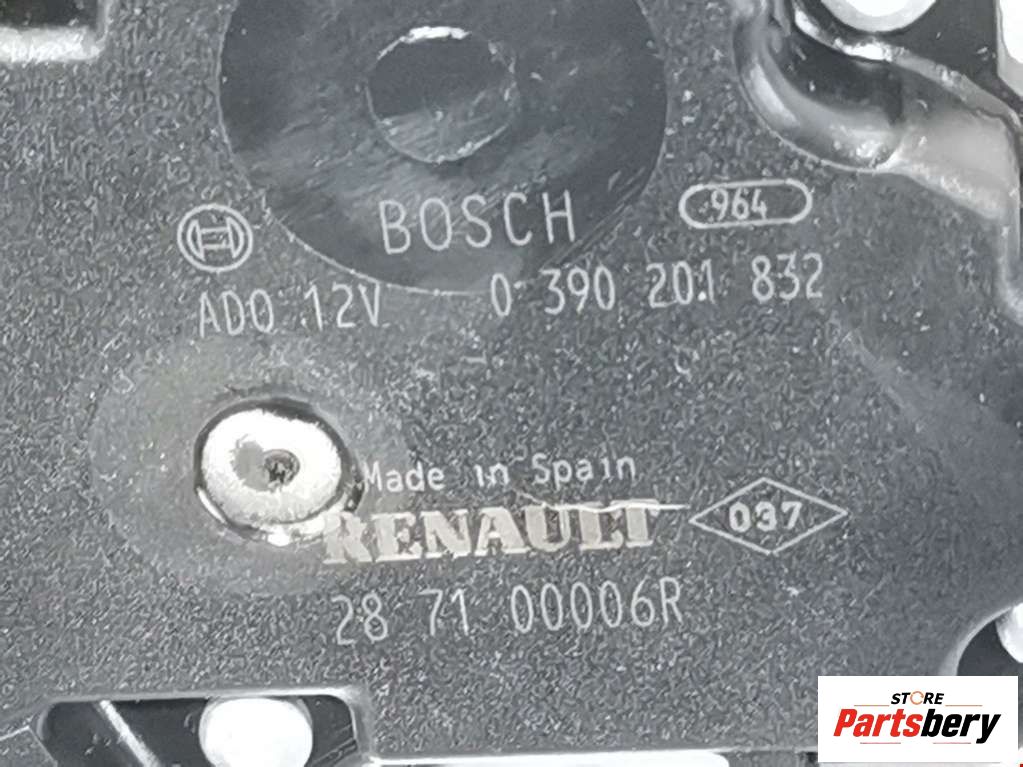 BOSCH
964
ADO 12V 0 390 201 832
Made in Spain
RENAULT 037
28 71 00006R
STORE
Partsbery